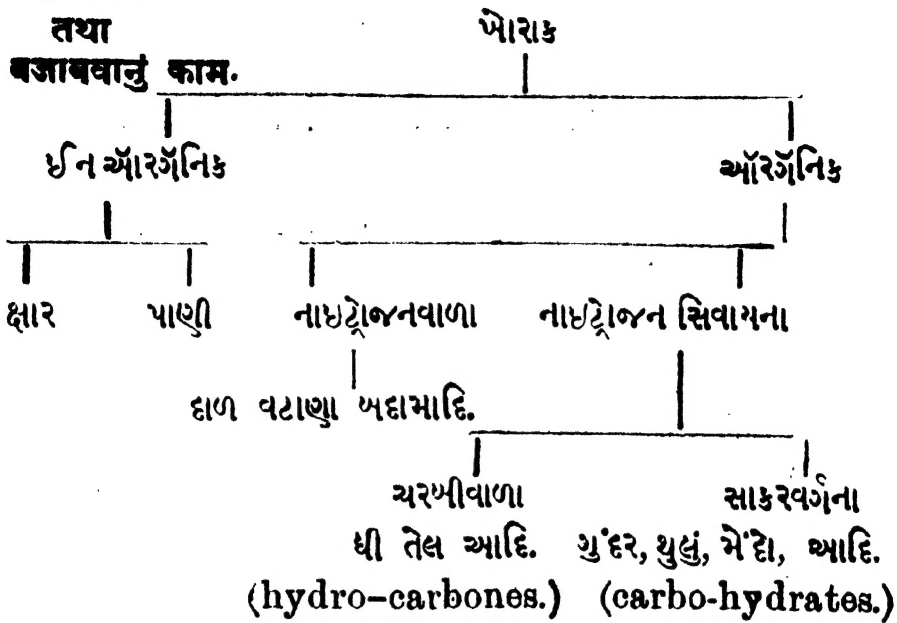 તથા
બજાબવાનું કામ.
ખોરાક
ઈન ઑરગૅનિક ઑરગૅનિક
ક્ષાર પાણી નાઇટ્રોજનવાળા નાઇટ્રોજન સિવાયના
દાળ વટાણા બદામાદિ.
ચરબીવાળા સાકરવર્ગના
ઘી તેલ આદિ. ગુંદર, થુલું, મેંદો, આદિ.
(hydro-carbones.) (carbo-hydrates.)